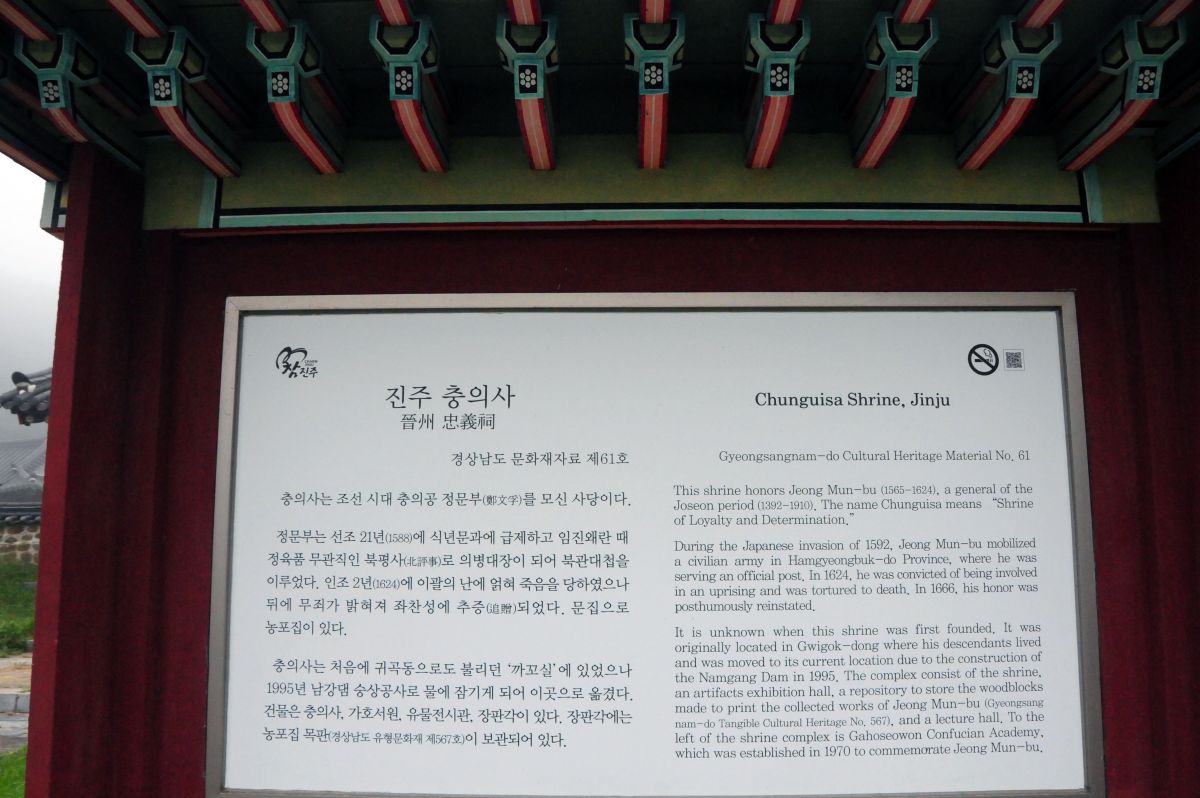 참진주
진주 충의사
晉州 忠義祠
경상남도 문화재자료 제61호
충의사는 조선 시대 충의공 정문부(鄭文孚)를 모신 사당이다.
정문부는 선조 21년(1588)에 식년문과에 급제하고 임진왜란 때
정육품 무관직인 북평사(北評事)로 의병대장이 되어 북관대첩을
이루었다. 인조 2년(1624)에 이괄의 난에 얽혀 죽음을 당하였으나
뒤에 무죄가 밝혀져 좌찬성에 추증(追贈)되었다. 문집으로
농포집이 있다.
충의사는 처음에 귀곡동으로도 불리던 ‘까꼬실’에 있었으나
1995년 남강댐 숭상공사로 물에 잠기게 되어 이곳으로 옮겼다.
건물은 충의사, 가호서원, 유물전시관, 장판각이 있다. 장판각에는
농포집 목판(경상남도 유형문화재 제567호)이 보관되어 있다.
Chunguisa Shrine, Jinju
Gyeongsangnam-do Cultural Heritage Material No. 61
This shrine honors Jeong Mun-bu (1565-1624), a general of the
Joseon period (1392-1910). The name Chunguisa means “Shrine
of Loyalty and Determination.”
During the Japanese invasion of 1592, Jeong Mun-bu mobilized
a civilian army in Hamgyeongbuk-do Province, where he was
serving an official post. In 1624, he was convicted of being involved
in an uprising and was tortured to death. In 1666, his honor was
posthumously reinstated.
It is unknown when this shrine was first founded. It was
originally located in Gwigok-dong where his descendants lived
and was moved to its current location due to the construction of
the Namgang Dam in 1995. The complex consist of the shrine,
an artifacts exhibition hall, a repository to store the woodblocks
made to print the collected works of Jeong Mun-bu (Gyeongsang
nam-do Tangible Cultural Heritage No. 567), and a lecture hall. To the
left of the shrine complex is Gahoseowon Confucian Academy,
which was established in 1970 to commemorate Jeong Mun-bu.